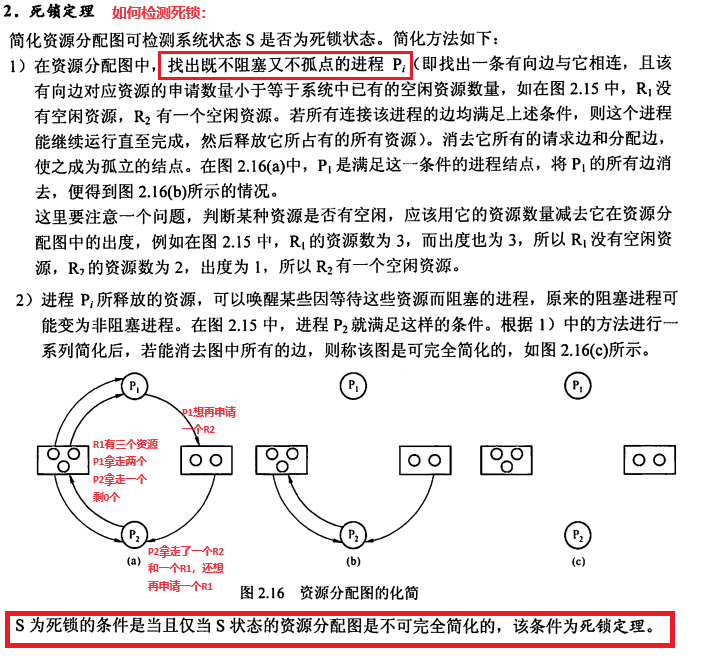 2．死锁定理 如何检测死锁：
简化资源分配图可检测系统状态 S 是否为死锁状态。简化方法如下：
1）在资源分配图中，找出既不阻塞又不孤点的进程 Pi（即找出一条有向边与它相连，且该
有向边对应资源的申请数量小于等于系统中已有的空闲资源数量，如在图 2.15 中，R1 没
有空闲资源，R2 有一个空闲资源。若所有连接该进程的边均满足上述条件，则这个进程
能继续运行直至完成，然后释放它所占有的所有资源）。消去它所有的请求边和分配边，
使之成为孤立的结点。在图 2.16(a)中，P1 是满足这一条件的进程结点，将 P1 的所有边消
去，便得到图 2.16(b)所示的情况。
这里要注意一个问题，判断某种资源是否有空闲，应该用它的资源数量减去它在资源分
配图中的出度，例如在图 2.15 中，R1 的资源数为 3，而出度也为 3，所以 R1 没有空闲资
源，R2 的资源数为 2，出度为 1，所以 R2 有一个空闲资源。
2）进程 Pi 所释放的资源，可以唤醒某些因等待这些资源而阻塞的进程，原来的阻塞进程可
能变为非阻塞进程。在图 2.15 中，进程 P2 就满足这样的条件。根据 1）中的方法进行一
系列简化后，若能消去图中所有的边，则称该图是可完全简化的，如图 2.16(c)所示。
P1
P1想再申请
一个R2
R1有三个资源
P1拿走两个
P2拿走一个
剩0个
P2
(a)
P2拿走了一个R2
和一个R1，还想
再申请一个R1
P1
P2
(b)
P1
P2
(c)
图 2.16 资源分配图的化简
S 为死锁的条件是当且仅当 S 状态的资源分配图是不可完全简化的，该条件为死锁定理。